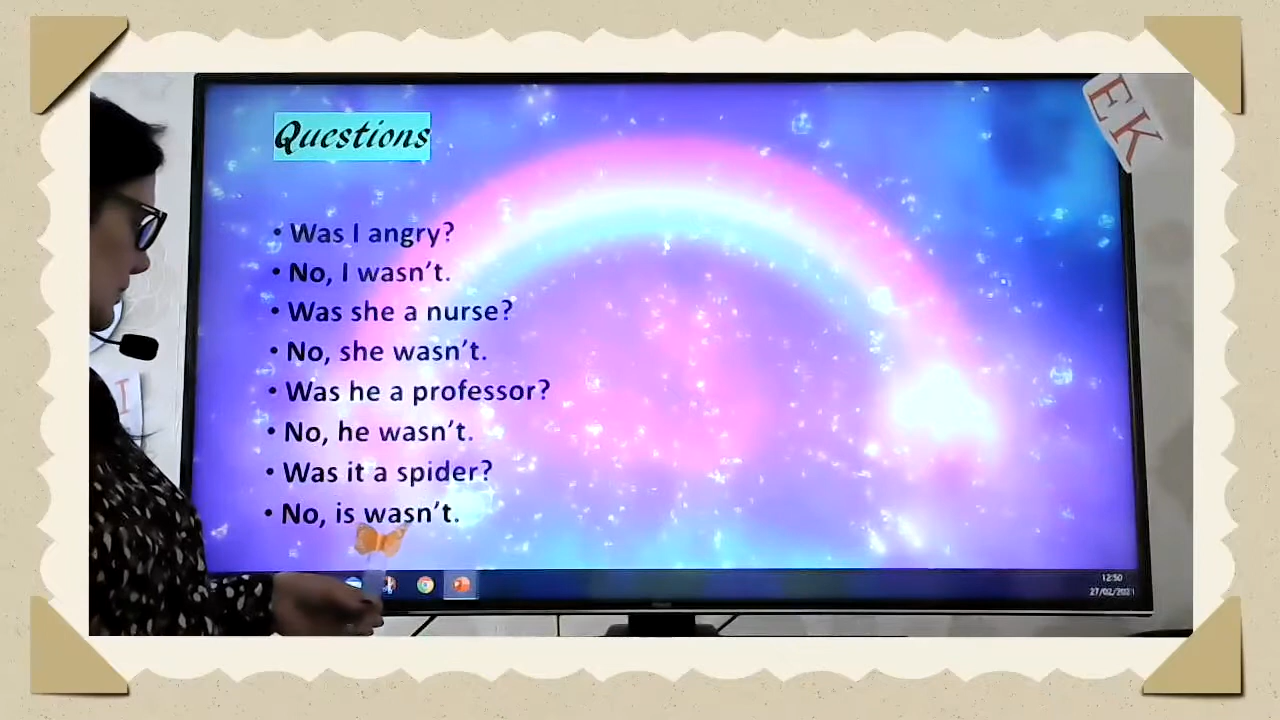 Questions
• Was I angry?
• No, I wasn't.
• Was she a nurse?
• No, she wasn't.
• Was he a professor?
• No, he wasn't.
• Was it a spider?
• No, is wasn't.
EK
I
12:50
27/02/2021